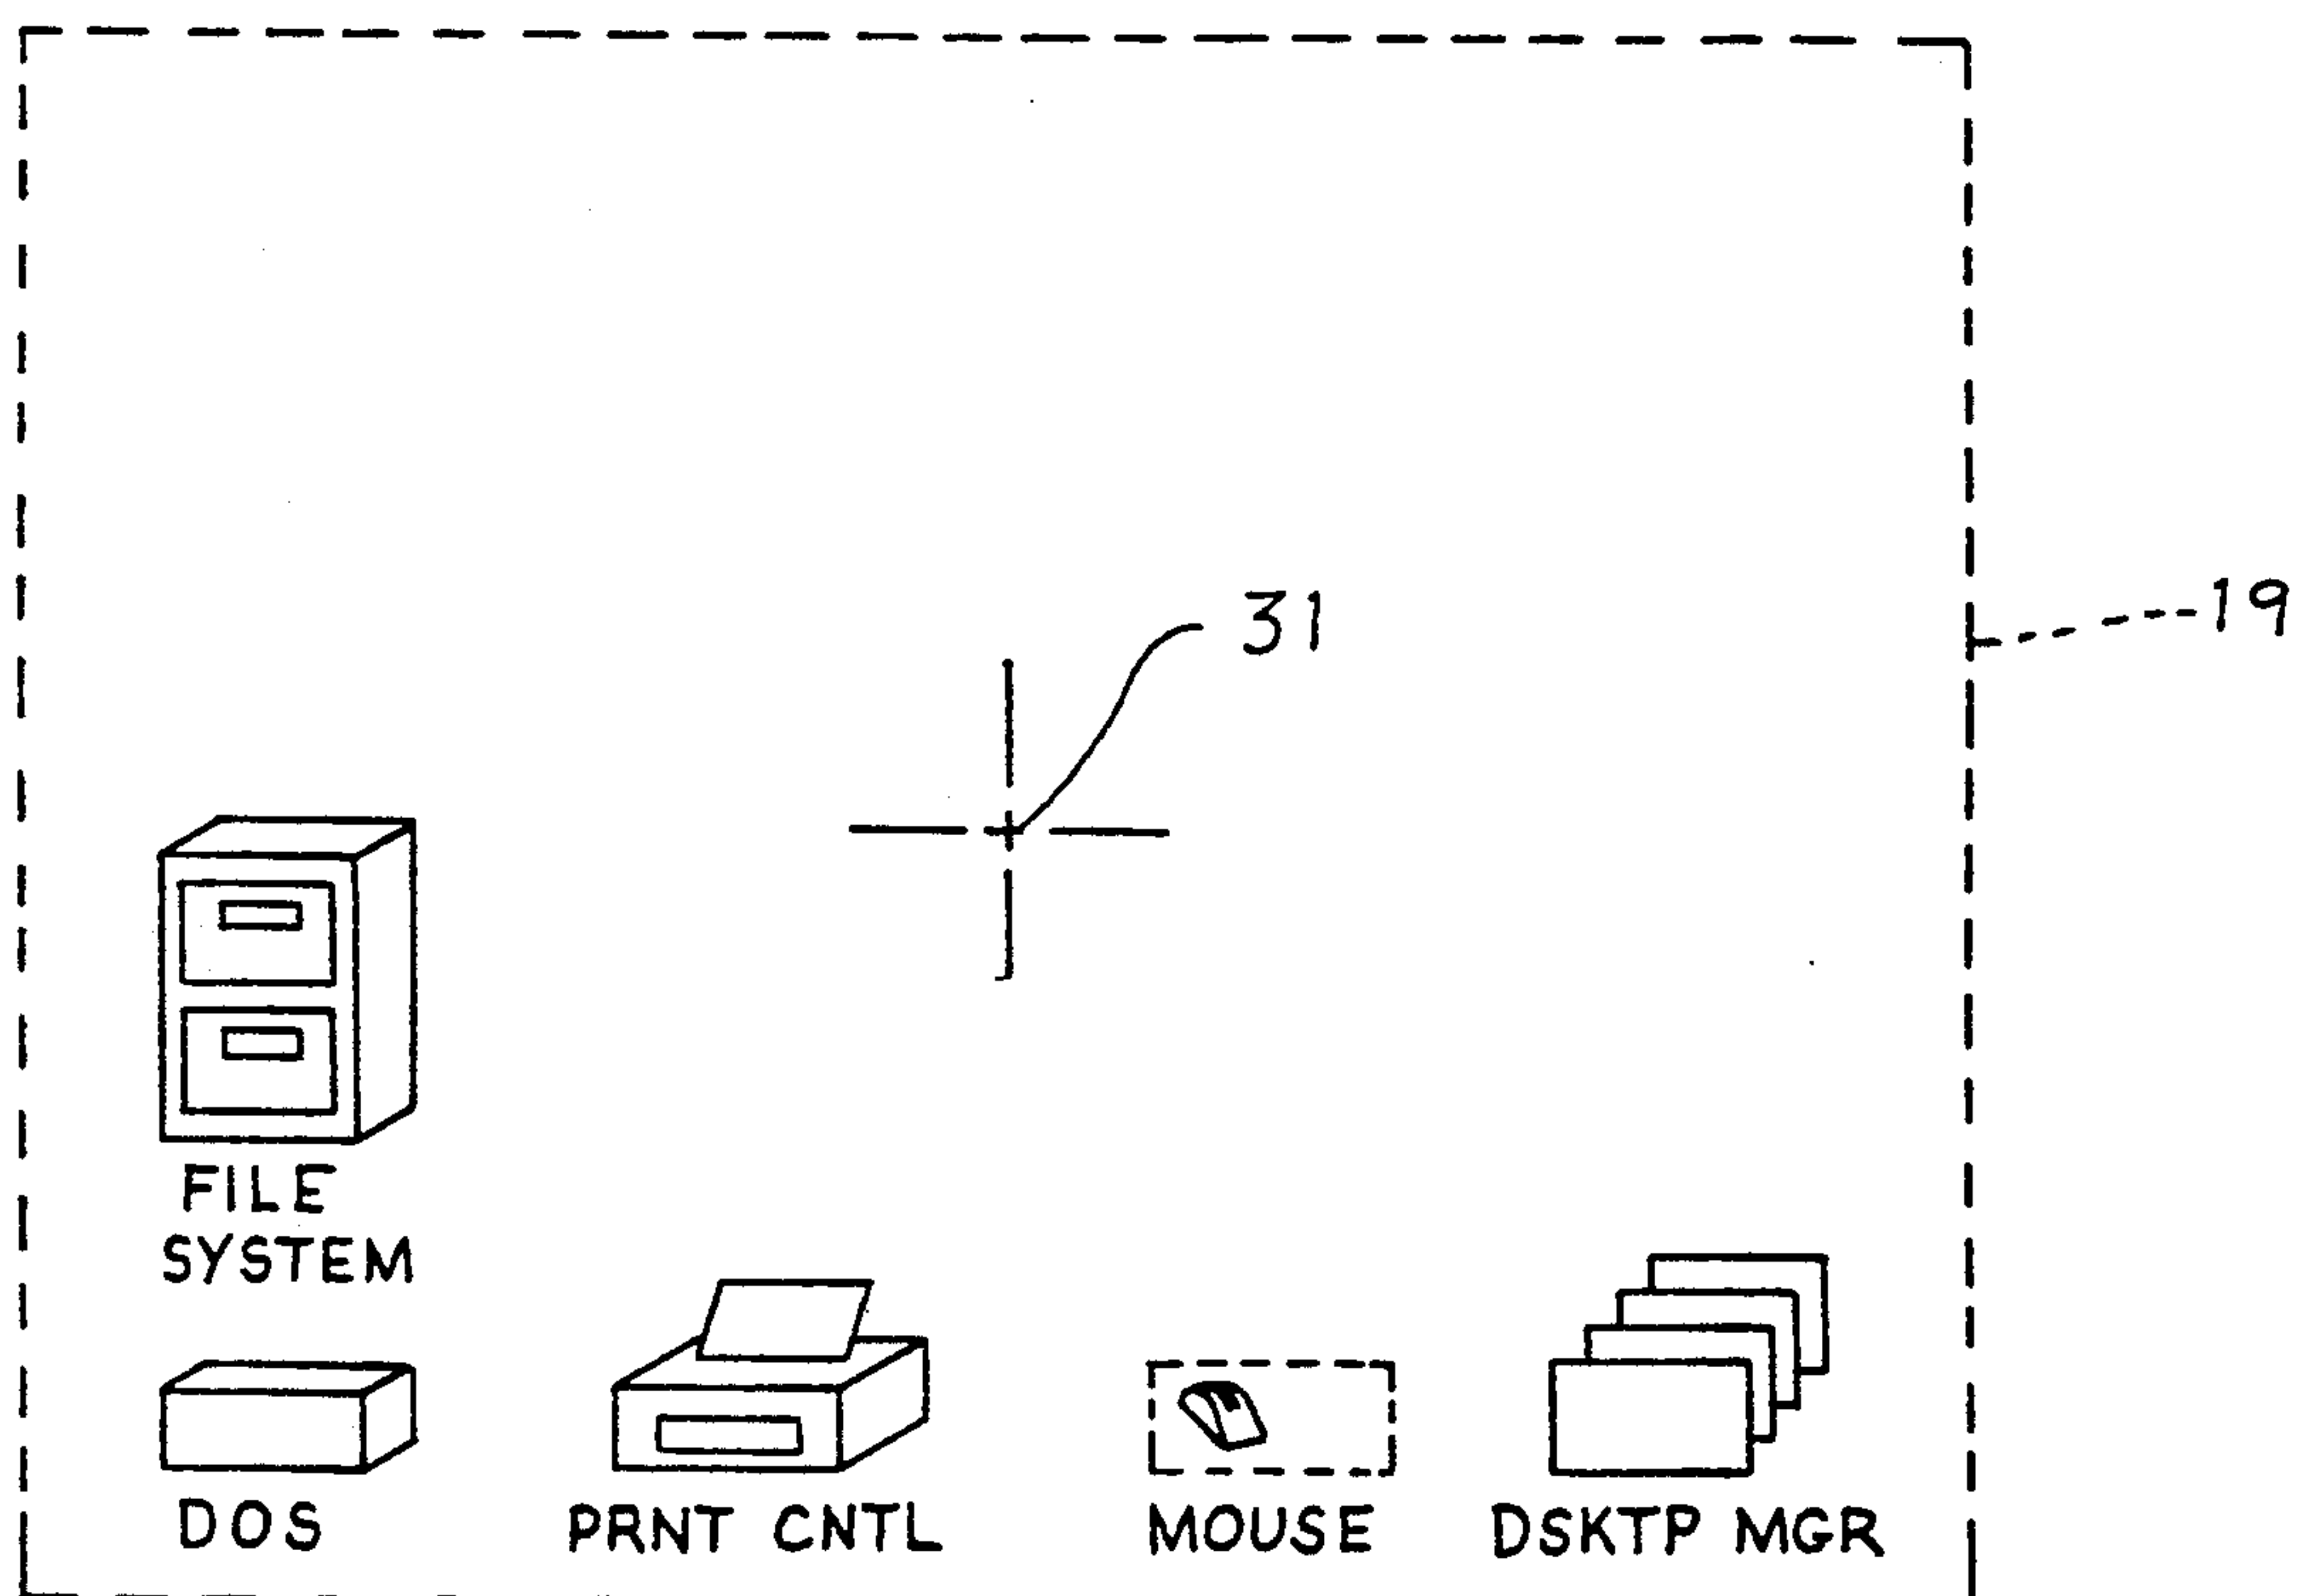 31
19
FILE
SYSTEM
DOS
PRNT CNTL
MOUSE
DSKTP MGR